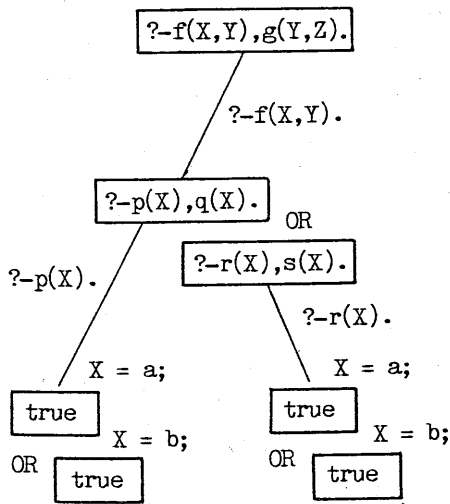 ?-f(X,Y),g(Y,Z).
?-f(X,Y).
?-p(X),q(X).
OR
?-r(X),s(X).
?-p(X).
?-r(X).
X = a;
X = a;
true
true
X = b;
X = b;
OR
true
OR
true